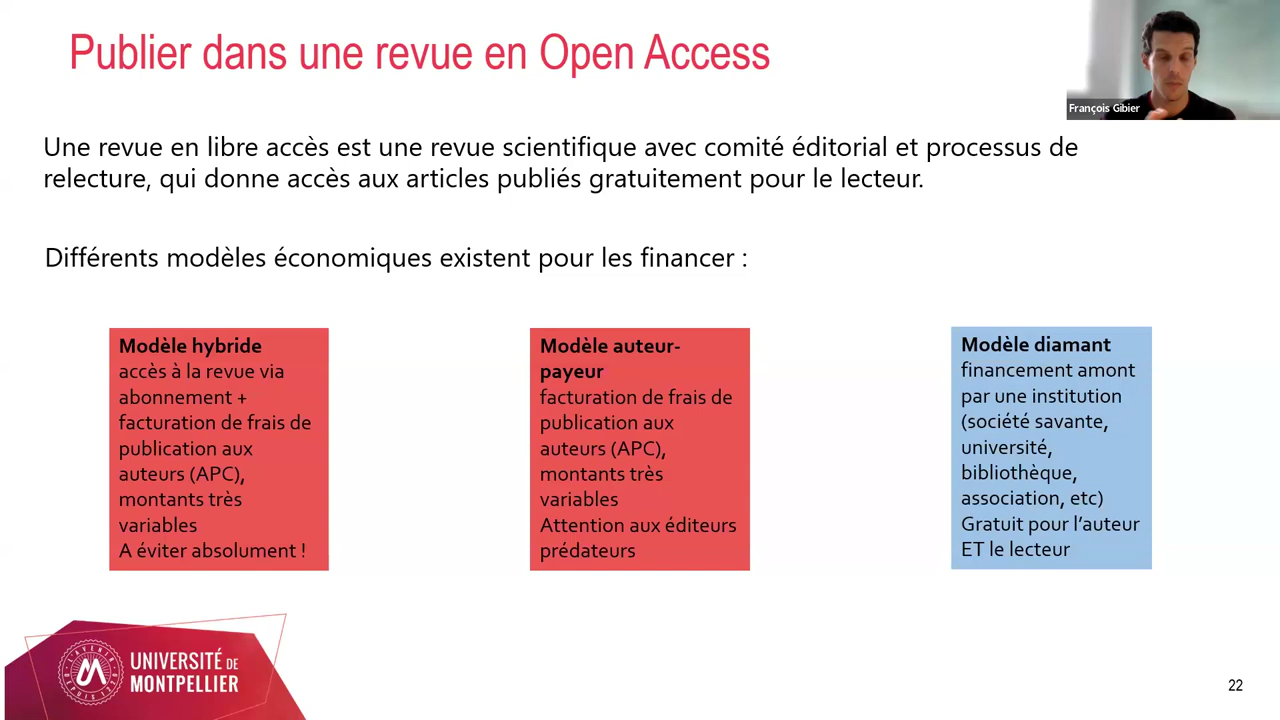 Publier dans une revue en Open Access
François Gibier
Une revue en libre accès est une revue scientifique avec comité éditorial et processus de
relecture, qui donne accès aux articles publiés gratuitement pour le lecteur.
Différents modèles économiques existent pour les financer :
Modèle hybride
accès à la revue via
abonnement +
facturation de frais de
publication aux
auteurs (APC),
montants très
variables
A éviter absolument !
Modèle auteur-
payeur
facturation de frais de
publication aux
auteurs (APC),
montants très
variables
Attention aux éditeurs
prédateurs
Modèle diamant
financement amont
par une institution
(société savante,
université,
bibliothèque,
association, etc)
Gratuit pour l’auteur
ET le lecteur
UNIVERSITÉ DE
MONTPELLIER
22